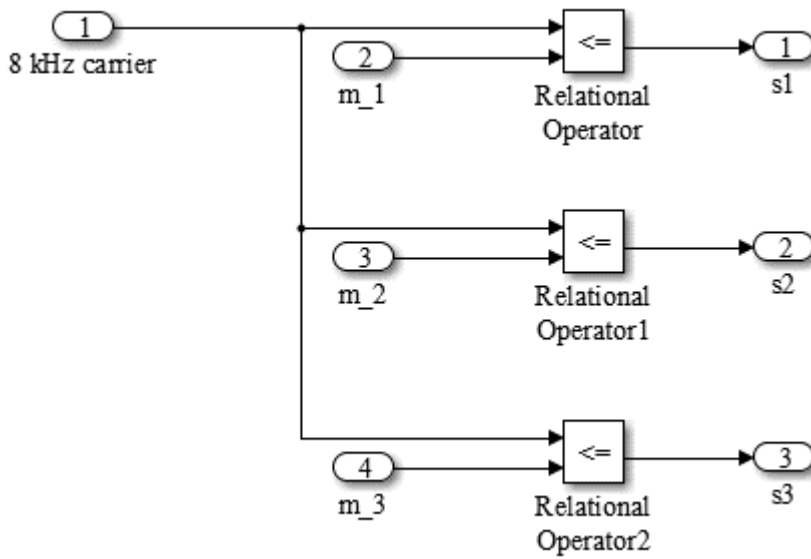 1
8 kHz carrier
2
m_1
<=
Relational
Operator
1
s1
3
m_2
<=
Relational
Operator1
2
s2
4
m_3
<=
Relational
Operator2
3
s3